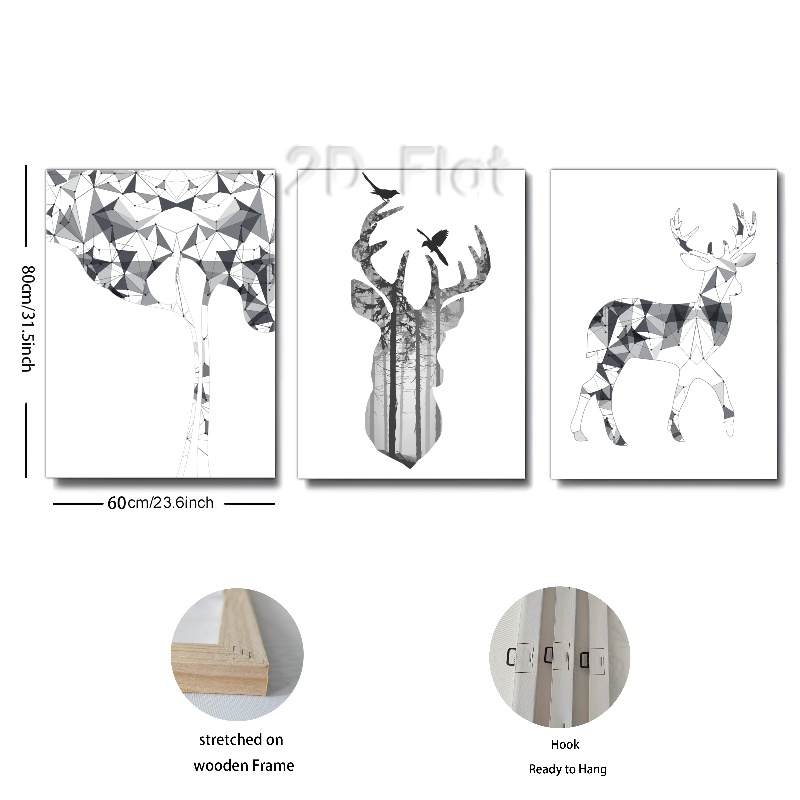 2D Flat
80cm/31.5inch
60cm/23.6inch
stretched on
wooden Frame
Hook
Ready to Hang